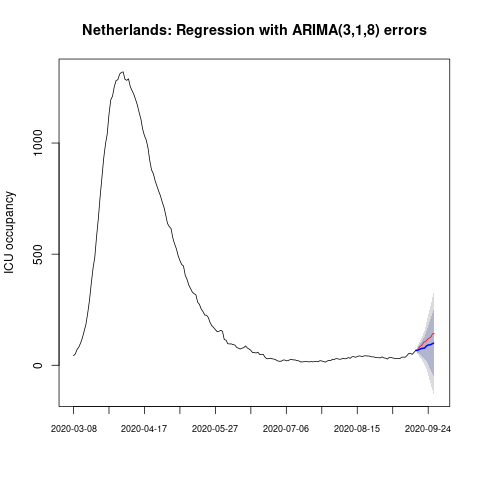 Netherlands: Regression with ARIMA(3,1,8) errors
ICU occupancy
1000
500
0
2020-03-08 2020-04-17 2020-05-27 2020-07-06 2020-08-15 2020-09-24